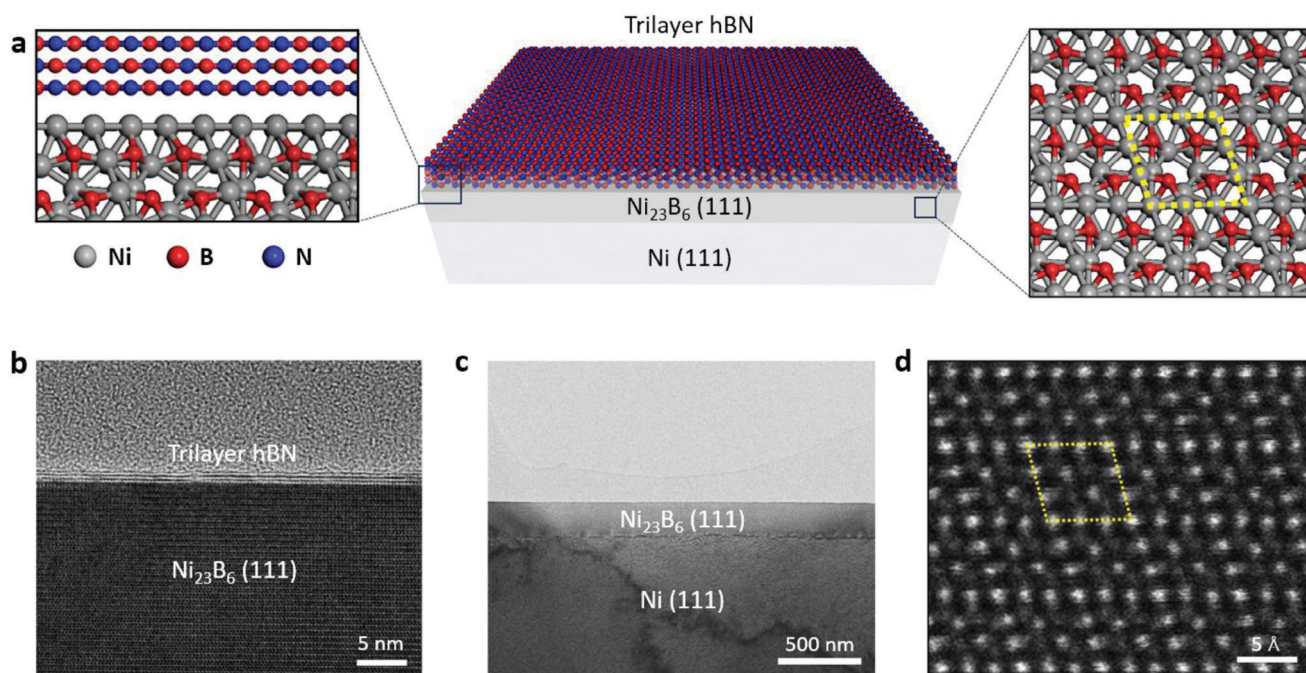 a
Trilayer hBN
Ni₂₃B₆ (111)
Ni (111)
Ni B N
b
Trilayer hBN
Ni₂₃B₆ (111)
5 nm
c
Ni₂₃B₆ (111)
Ni (111)
500 nm
d
5 Å